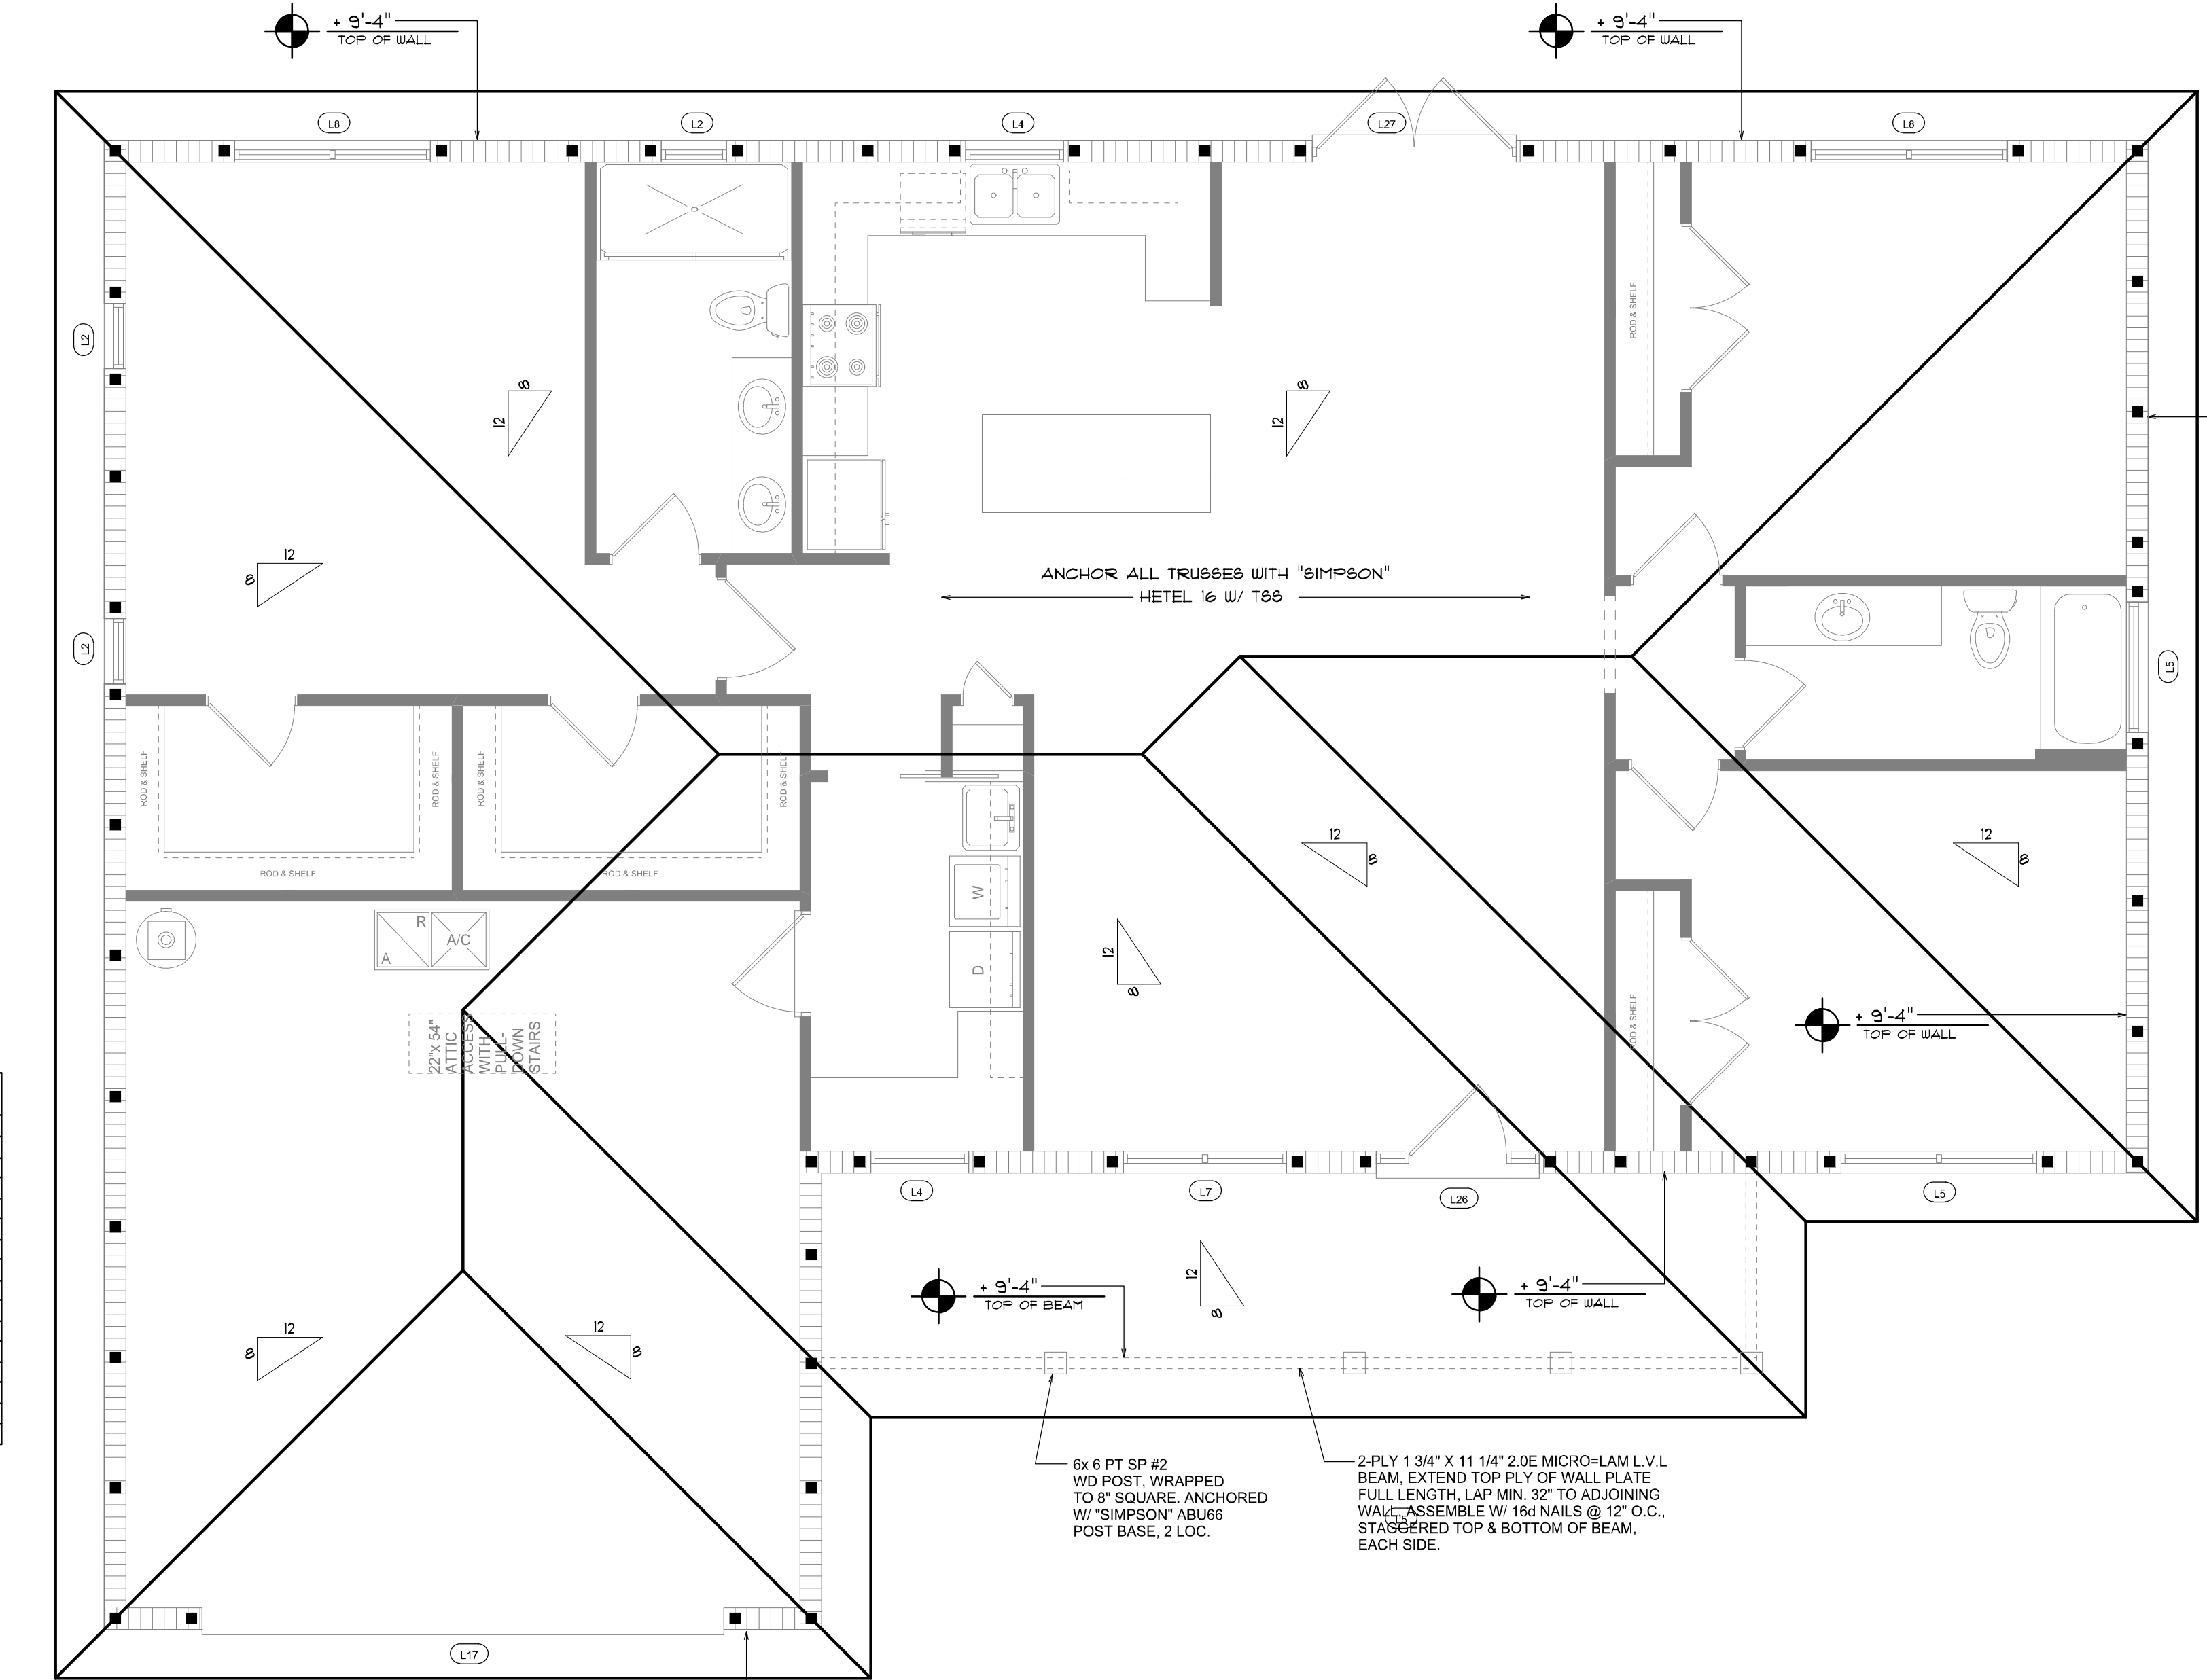 + 9'-4"
TOP OF WALL
+ 9'-4"
TOP OF WALL
L8
L2
L4
L27
L8
ROD & SHELF
L2
8
12
8
12
12
8
ANCHOR ALL TRUSSES WITH "SIMPSON"
HETEL 16 W/ TSS
L2
L5
ROD & SHELF
ROD & SHELF
ROD & SHELF
ROD & SHELF
ROD & SHELF
ROD & SHELF
12
8
12
8
W
R
A/C
A
D
12
8
22"x 54"
ATTIC
ACCESS
WITH
PULL-
DOWN
STAIRS
ROD & SHELF
+ 9'-4"
TOP OF WALL
L4
L7
L26
L5
12
8
+ 9'-4"
TOP OF BEAM
+ 9'-4"
TOP OF WALL
12
8
12
8
6x 6 PT SP #2
WD POST, WRAPPED
TO 8" SQUARE. ANCHORED
W/ "SIMPSON" ABU66
POST BASE, 2 LOC.
2-PLY 1 3/4" X 11 1/4" 2.0E MICRO=LAM L.V.L
BEAM, EXTEND TOP PLY OF WALL PLATE
FULL LENGTH, LAP MIN. 32" TO ADJOINING
WALL, ASSEMBLE W/ 16d NAILS @ 12" O.C.,
STAGGERED TOP & BOTTOM OF BEAM,
EACH SIDE.
L17